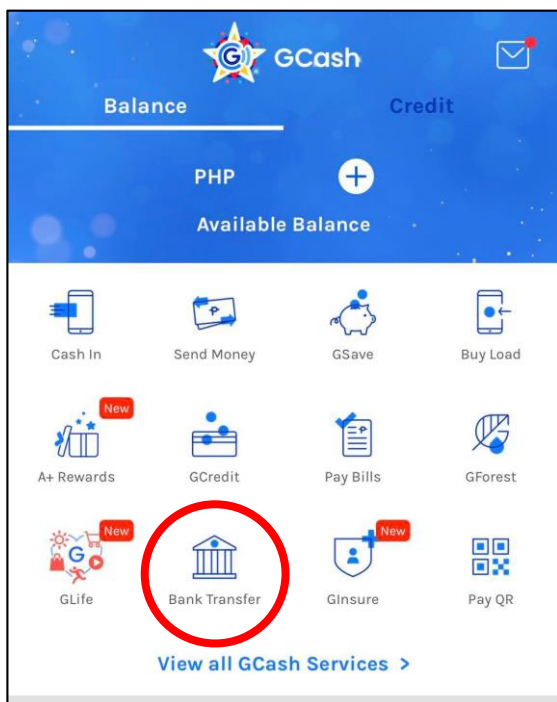 G)) GCash
Balance Credit
PHP
Available Balance
Cash In Send Money GSave Buy Load
New
A+ Rewards GCredit Pay Bills GForest
New New
G
GLife Bank Transfer GInsure Pay QR
View all GCash Services >